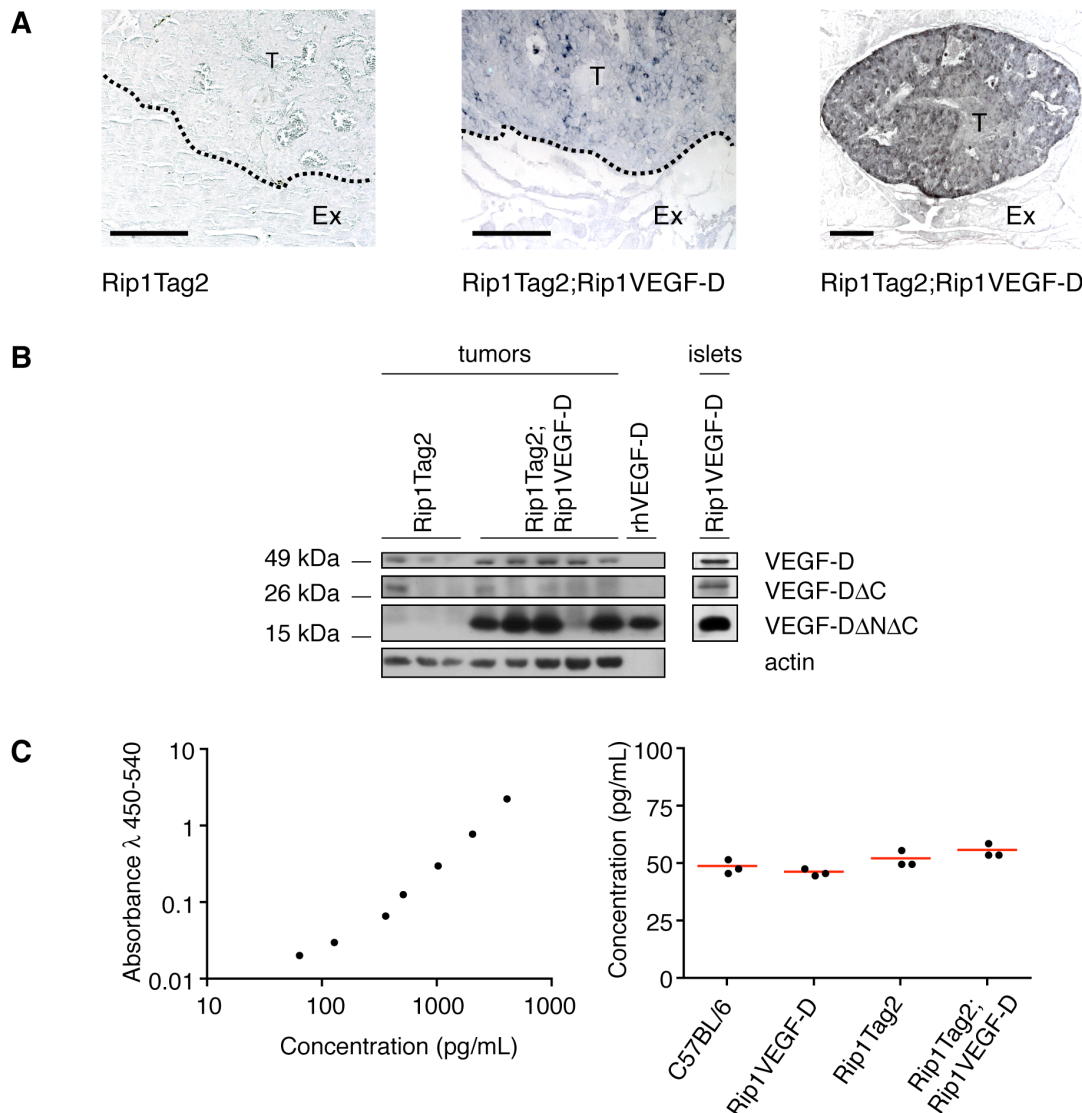 A
T
Ex
Rip1Tag2
T
Ex
Rip1Tag2;Rip1VEGF-D
T
Ex
Rip1Tag2;Rip1VEGF-D
B
tumors
islets
Rip1Tag2
Rip1Tag2;
Rip1VEGF-D
rhVEGF-D
Rip1VEGF-D
49 kDa
VEGF-D
26 kDa
VEGF-DΔC
15 kDa
VEGF-DΔNΔC
actin
C
Absorbance λ 450-540
10
1
0.1
0.01
10
100
1000
1000
Concentration (pg/mL)
Concentration (pg/mL)
100
75
50
25
0
C57BL/6
Rip1VEGF-D
Rip1Tag2
Rip1Tag2;
Rip1VEGF-D